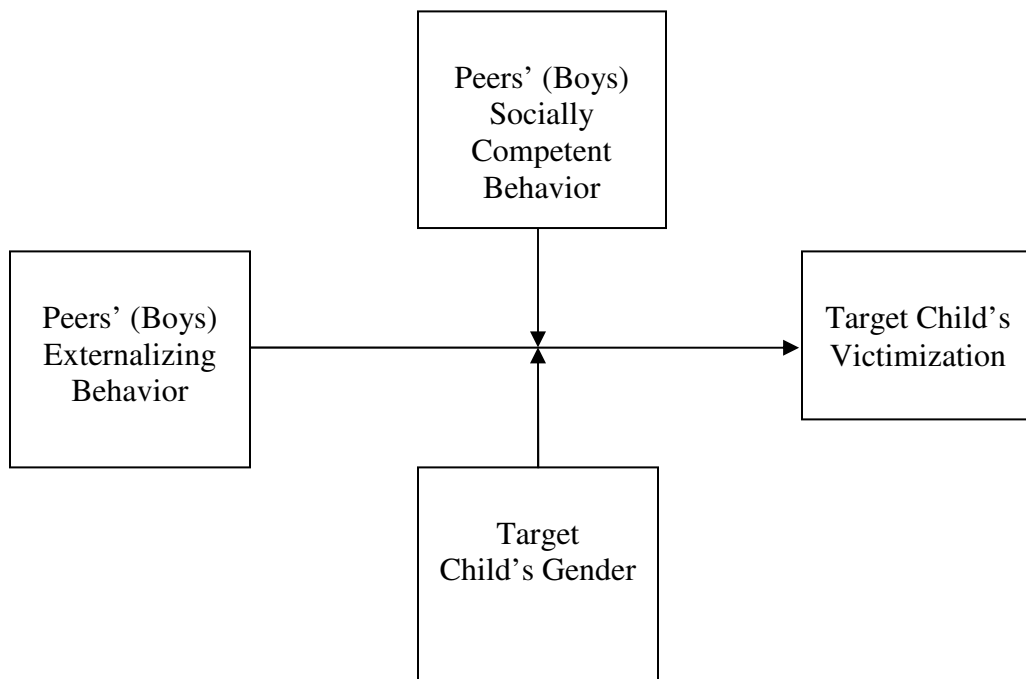 Peers’ (Boys)
Socially
Competent
Behavior
Peers’ (Boys)
Externalizing
Behavior
Target Child’s
Victimization
Target
Child’s Gender